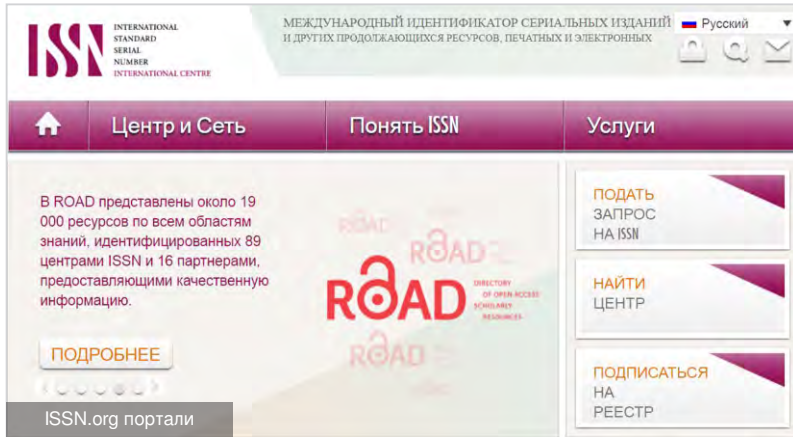 ISSN
INTERNATIONAL
STANDARD
SERIAL
NUMBER
INTERNATIONAL CENTRE
МЕЖДУНАРОДНЫЙ ИДЕНТИФИКАТОР СЕРИАЛЬНЫХ ИЗДАНИЙ
И ДРУГИХ ПРОДОЛЖАЮЩИХСЯ РЕСУРСОВ, ПЕЧАТНЫХ И ЭЛЕКТРОННЫХ
Русский
Центр и Сеть
Понять ISSN
Услуги
В ROAD представлены около 19
000 ресурсов по всем областям
знаний, идентифицированных 89
центрами ISSN и 16 партнерами,
предоставляющими качественную
информацию.
ПОДРОБНЕЕ
ROAD
ROAD
ROAD
DIRECTORY
OF OPEN ACCESS
SCHOLARLY
RESOURCES
ROAD
ПОДАТЬ
ЗАПРОС
НА ISSN
НАЙТИ
ЦЕНТР
ПОДПИСАТЬСЯ
НА
РЕЕСТР
ISSN.org портали